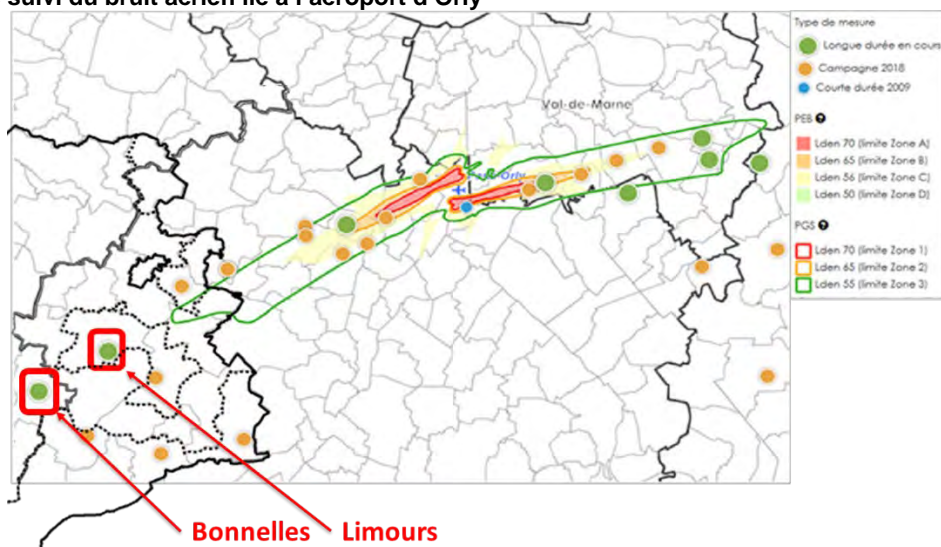 suivi du bruit aérien lié à l'aéroport d'Orly
Type de mesure
Longue durée en cours
Campagne 2018
Courte durée 2009
PEB ?
Lden 70 (limite Zone A)
Lden 65 (limite Zone B)
Lden 56 (limite Zone C)
Lden 50 (limite Zone D)
PGS ?
Lden 70 (limite Zone 1)
Lden 65 (limite Zone 2)
Lden 55 (limite Zone 3)
Val-de-Marne
Orly
Bonnelles
Limours